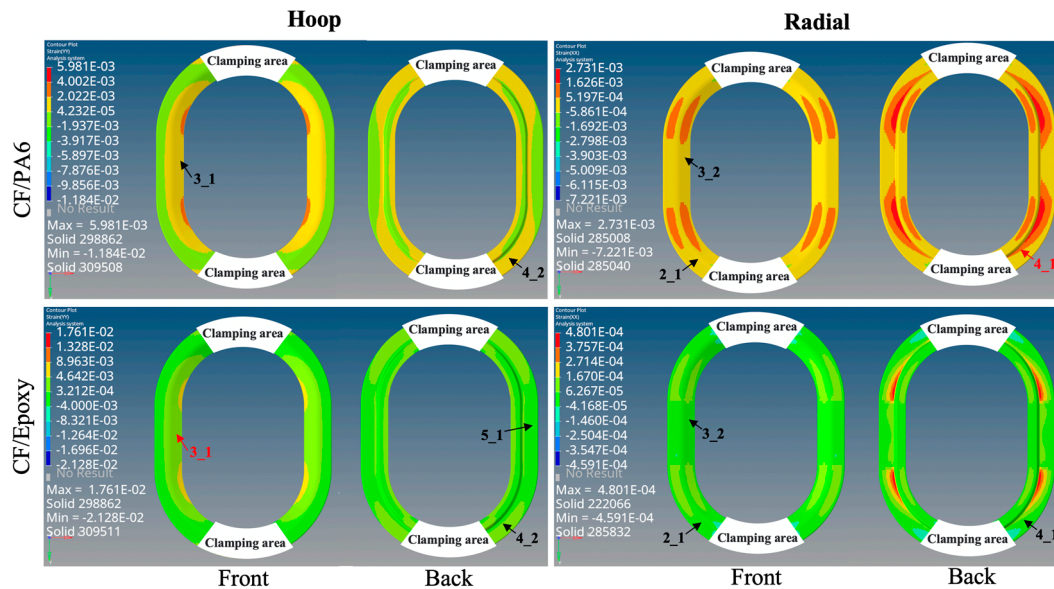 Hoop
Radial
CF/PA6
Contour Plot
Strain(YY)
Analysis system
5.981E-03
4.002E-03
2.022E-03
4.232E-05
-1.937E-03
-3.917E-03
-5.897E-03
-7.876E-03
-9.856E-03
-1.184E-02
No Result
Max = 5.981E-03
Solid 298862
Min = -1.184E-02
Solid 309508
Clamping area
3_1
Clamping area
Clamping area
4_2
Clamping area
Contour Plot
Strain(XX)
Analysis system
2.731E-03
1.626E-03
5.197E-04
-5.861E-04
-1.692E-03
-2.798E-03
-3.903E-03
-5.009E-03
-6.115E-03
-7.221E-03
No Result
Max = 2.731E-03
Solid 285008
Min = -7.221E-03
Solid 285040
Clamping area
3_2
2_1
Clamping area
Clamping area
4_1
Clamping area
CF/Epoxy
Contour Plot
Strain(YY)
Analysis system
1.761E-02
1.328E-02
8.963E-03
4.642E-03
3.212E-04
-4.000E-03
-8.321E-03
-1.264E-02
-1.696E-02
-2.128E-02
No Result
Max = 1.761E-02
Solid 298862
Min = -2.128E-02
Solid 309511
Clamping area
3_1
Clamping area
Clamping area
5_1
4_2
Clamping area
Contour Plot
Strain(XX)
Analysis system
4.801E-04
3.757E-04
2.714E-04
1.670E-04
6.267E-05
-4.168E-05
-1.460E-04
-2.504E-04
-3.547E-04
-4.591E-04
No Result
Max = 4.801E-04
Solid 222066
Min = -4.591E-04
Solid 285832
Clamping area
3_2
2_1
Clamping area
Clamping area
4_1
Clamping area
Front
Back
Front
Back